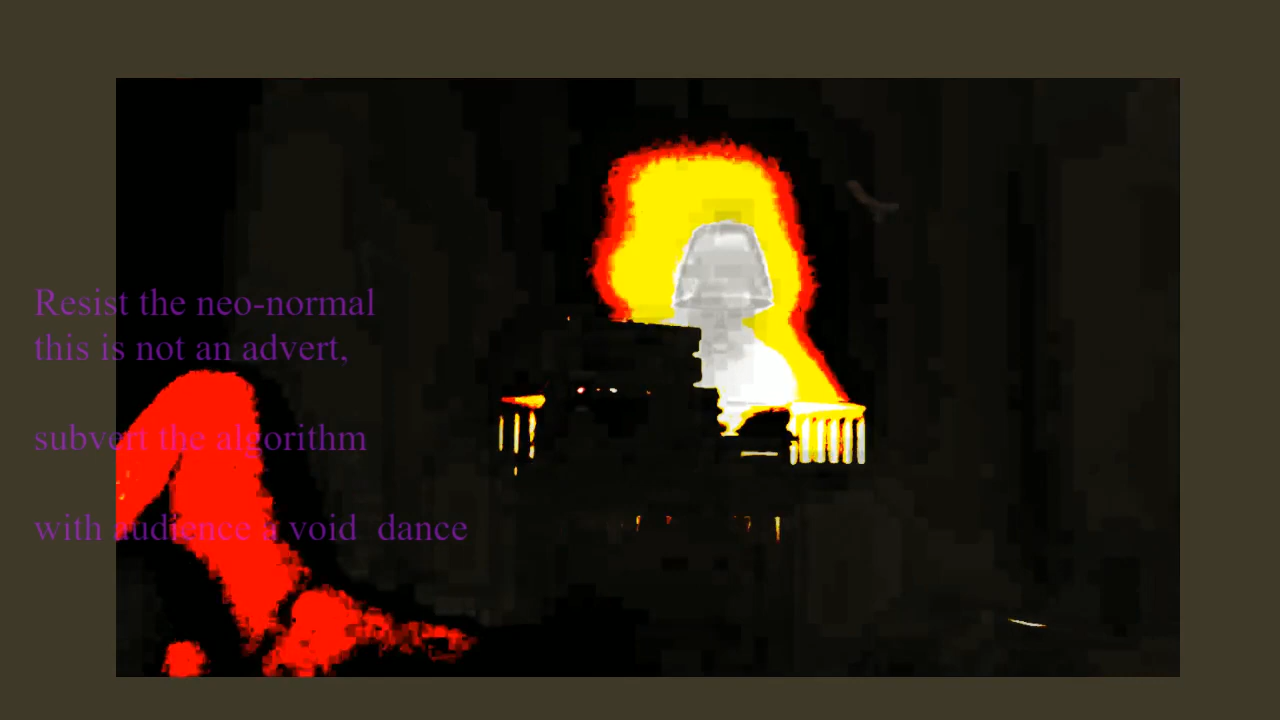 Resist the neo-normal
this is not an advert,
subvert the algorithm
with audience a void  dance